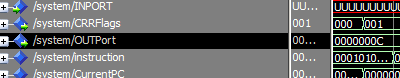 /system/INPORT UU... UUUUUUUUU
/system/CRRFlags 001 000 001
/system/OUTPort 00... 0000000C
/system/instruction 00... 0001010...
/system/CurrentPC 00...